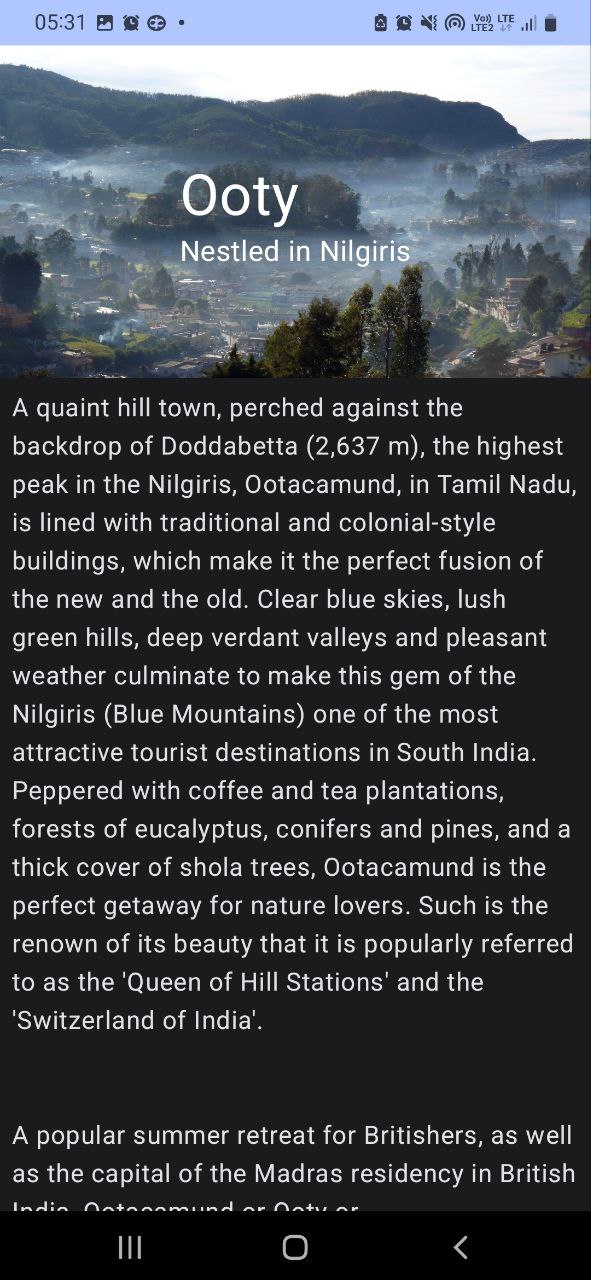 05:31
Vo)) LTE
LTE2
Ooty
Nestled in Nilgiris
A quaint hill town, perched against the
backdrop of Doddabetta (2,637 m), the highest
peak in the Nilgiris, Ootacamund, in Tamil Nadu,
is lined with traditional and colonial-style
buildings, which make it the perfect fusion of
the new and the old. Clear blue skies, lush
green hills, deep verdant valleys and pleasant
weather culminate to make this gem of the
Nilgiris (Blue Mountains) one of the most
attractive tourist destinations in South India.
Peppered with coffee and tea plantations,
forests of eucalyptus, conifers and pines, and a
thick cover of shola trees, Ootacamund is the
perfect getaway for nature lovers. Such is the
renown of its beauty that it is popularly referred
to as the 'Queen of Hill Stations' and the
'Switzerland of India'.
A popular summer retreat for Britishers, as well
as the capital of the Madras residency in British
India, Ootacamund or Ooty or